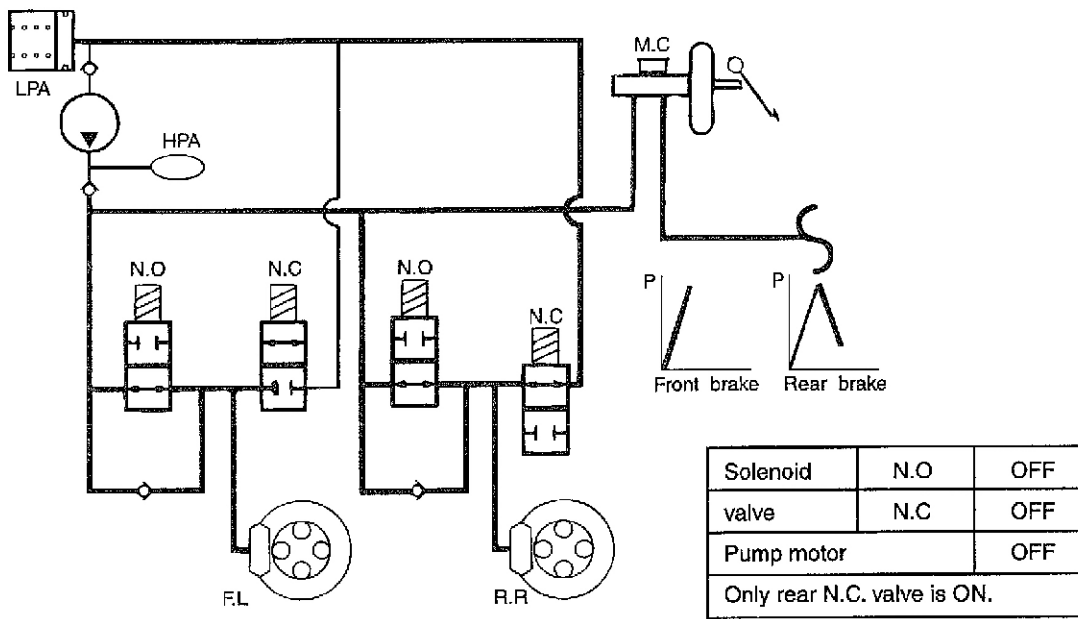 LPA
HPA
M.C
N.O
N.C
N.O
N.C
P
P
Front brake
Rear brake
F.L
R.R
Solenoid N.O OFF
valve N.C OFF
Pump motor OFF
Only rear N.C. valve is ON.